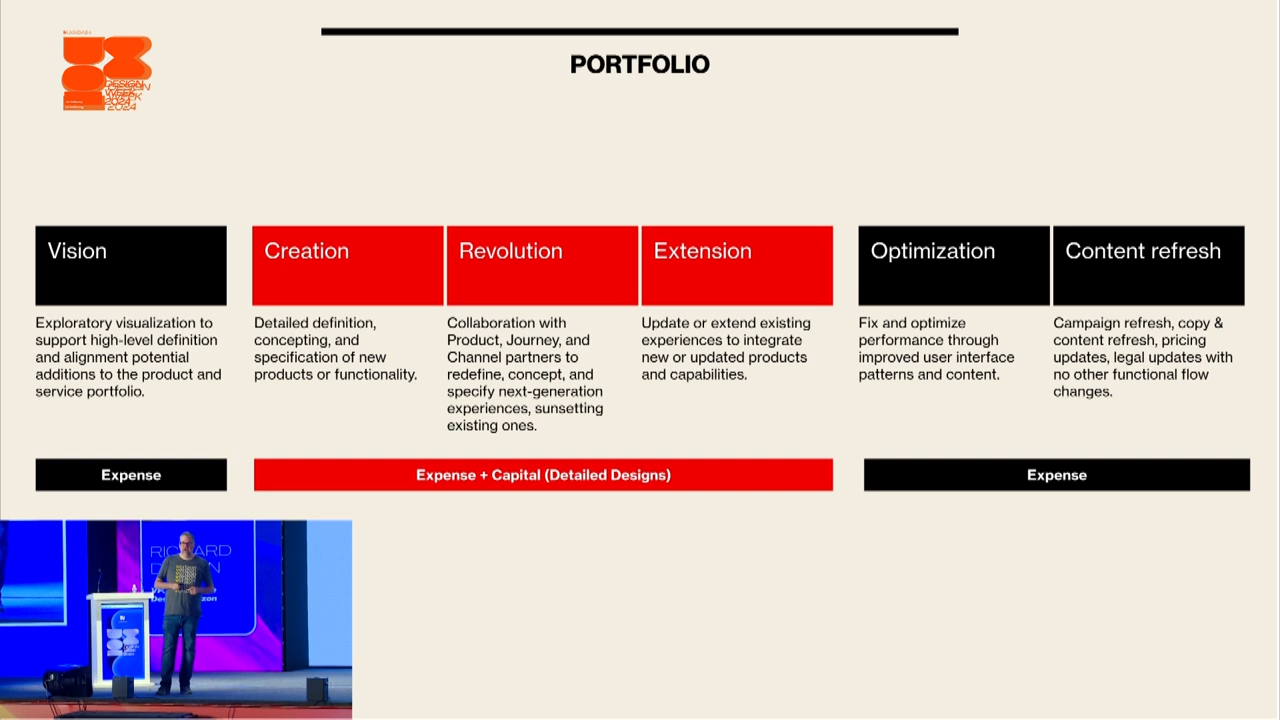 PORTFOLIO
DESIGN
WEEK
2024
2024
Vision
Exploratory visualization to
support high-level definition
and alignment potential
additions to the product and
service portfolio.
Creation
Detailed definition,
concepting, and
specification of new
products or functionality.
Revolution
Collaboration with
Product, Journey, and
Channel partners to
redefine, concept, and
specify next-generation
experiences, sunsetting
existing ones.
Extension
Update or extend existing
experiences to integrate
new or updated products
and capabilities.
Optimization
Fix and optimize
performance through
improved user interface
patterns and content.
Content refresh
Campaign refresh, copy &
content refresh, pricing
updates, legal updates with
no other functional flow
changes.
Expense
Expense + Capital (Detailed Designs)
Expense